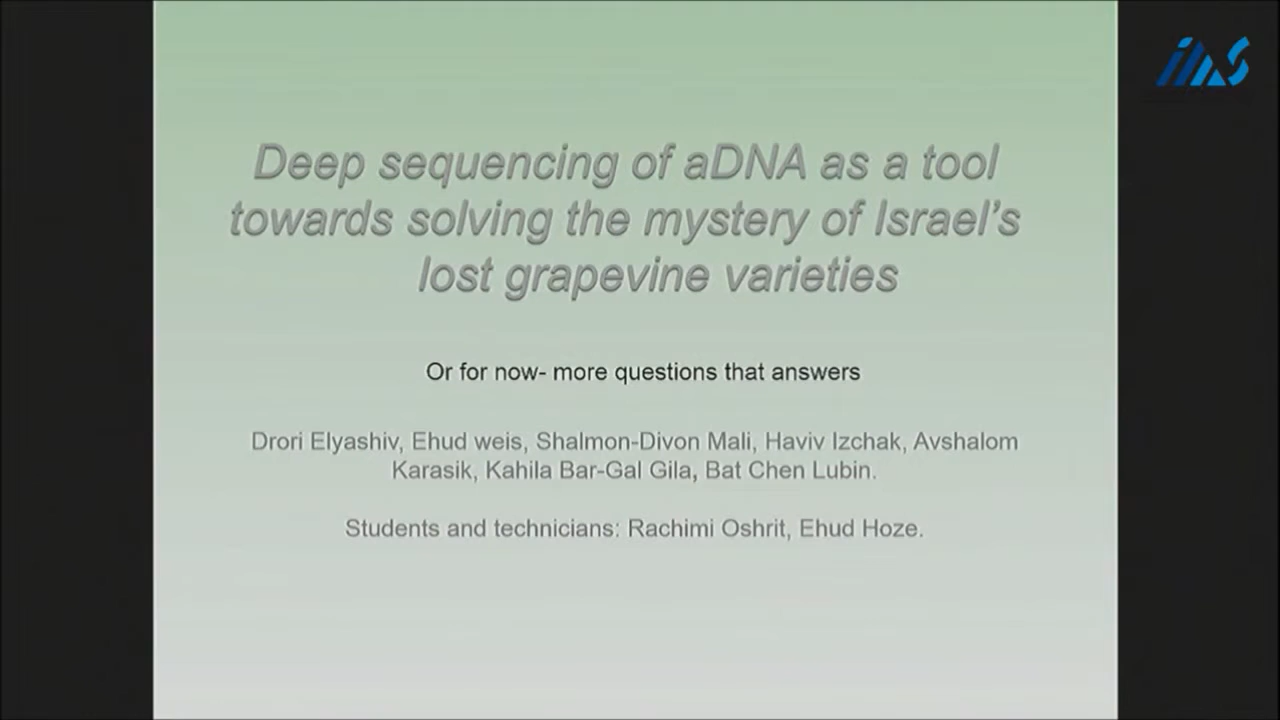 IIAS
Deep sequencing of aDNA as a tool
towards solving the mystery of Israel's
lost grapevine varieties
Or for now- more questions that answers
Drori Elyashiv, Ehud weis, Shalmon-Divon Mali, Haviv Izchak, Avshalom
Karasik, Kahila Bar-Gal Gila, Bat Chen Lubin.
Students and technicians: Rachimi Oshrit, Ehud Hoze.